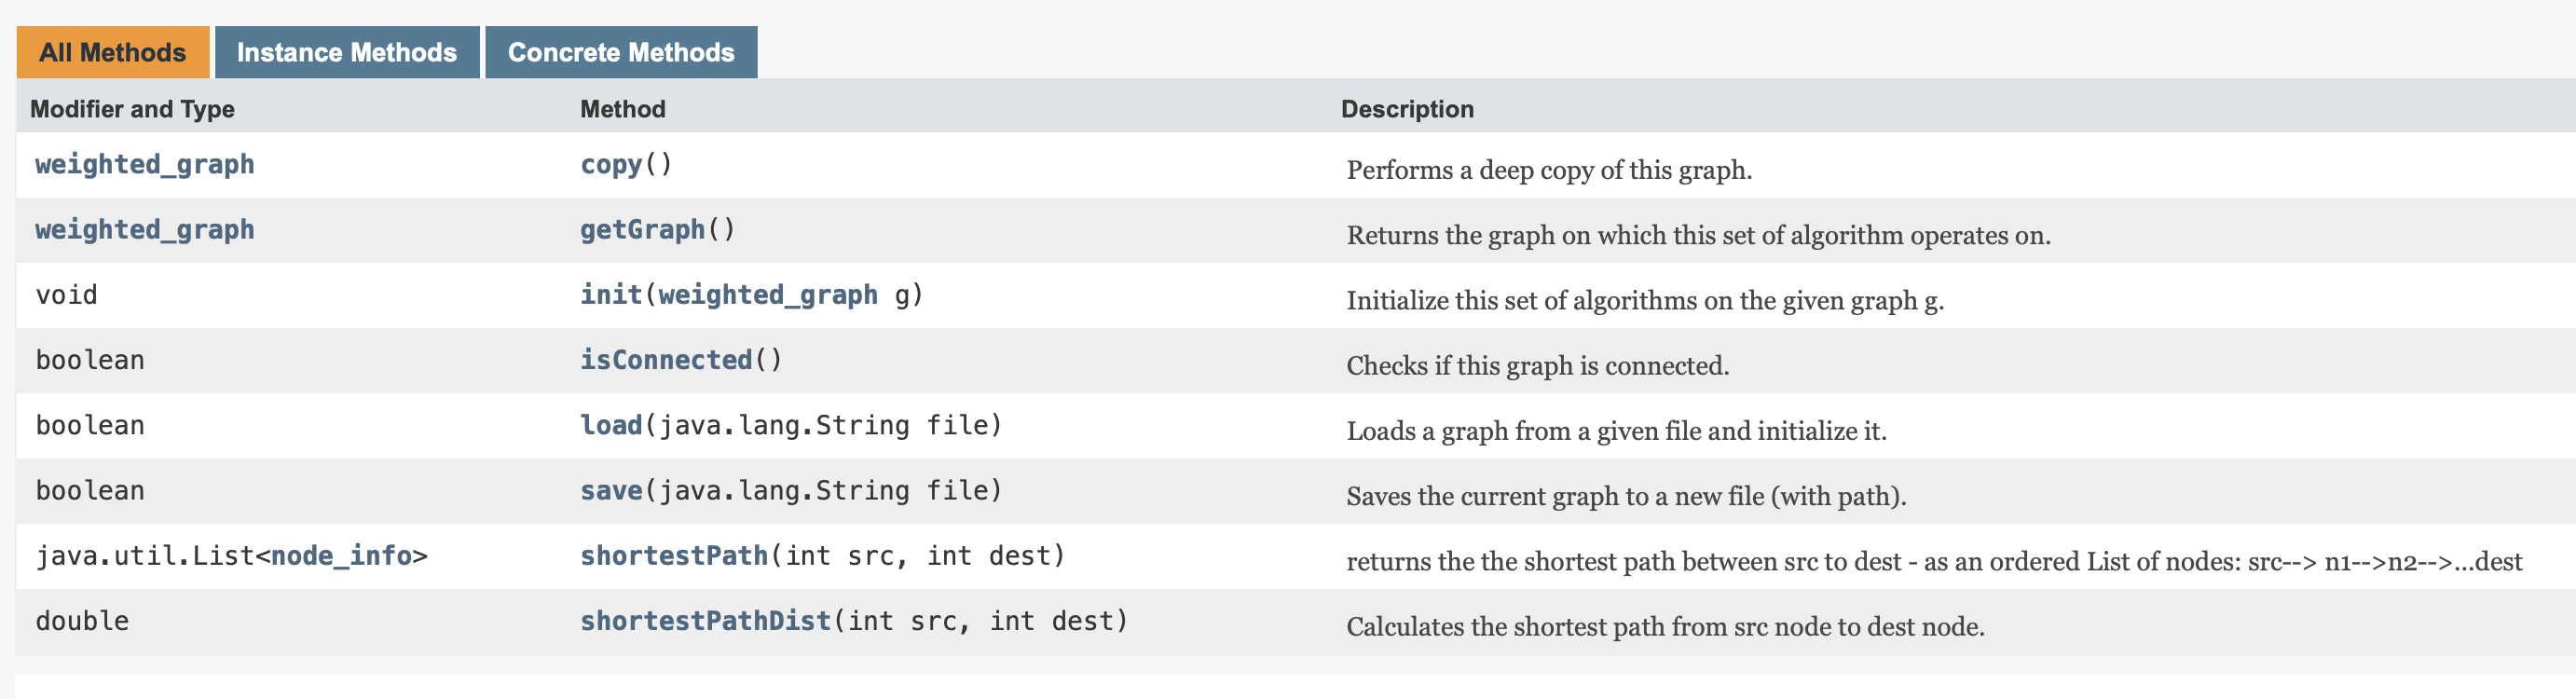 All Methods Instance Methods Concrete Methods
Modifier and Type Method Description
weighted_graph copy() Performs a deep copy of this graph.
weighted_graph getGraph() Returns the graph on which this set of algorithm operates on.
void init(weighted_graph g) Initialize this set of algorithms on the given graph g.
boolean isConnected() Checks if this graph is connected.
boolean load(java.lang.String file) Loads a graph from a given file and initialize it.
boolean save(java.lang.String file) Saves the current graph to a new file (with path).
java.util.List<node_info> shortestPath(int src, int dest) returns the the shortest path between src to dest - as an ordered List of nodes: src--> n1-->n2-->...dest
double shortestPathDist(int src, int dest) Calculates the shortest path from src node to dest node.